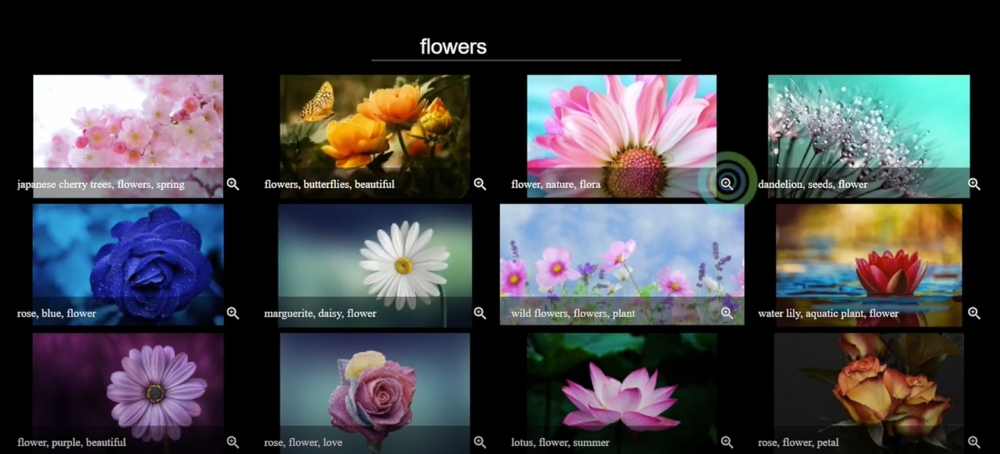 flowers
japanese cherry trees, flowers, spring
flowers, butterflies, beautiful
flower, nature, flora
dandelion, seeds, flower
rose, blue, flower
marguerite, daisy, flower
wild flowers, flowers, plant
water lily, aquatic plant, flower
flower, purple, beautiful
rose, flower, love
lotus, flower, summer
rose, flower, petal